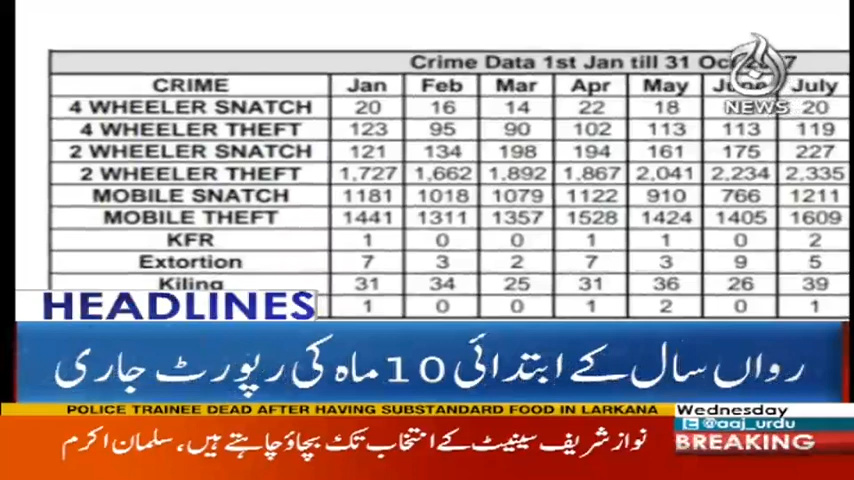 Crime Data 1st Jan till 31 Oct
CRIME Jan Feb Mar Apr May June July
4 WHEELER SNATCH 20 16 14 22 18 20
4 WHEELER THEFT 123 95 90 102 113 113 119
2 WHEELER SNATCH 121 134 198 194 161 175 227
2 WHEELER THEFT 1,727 1,662 1,892 1,867 2,041 2,234 2,335
MOBILE SNATCH 1181 1018 1079 1122 910 766 1211
MOBILE THEFT 1441 1311 1357 1528 1424 1405 1609
KFR 1 0 0 1 1 0 2
Extortion 7 3 2 7 3 9 5
Kiling 31 34 25 31 36 26 39
1 0 0 1 2 0 1
NEWS
HEADLINES
رواں سال کے ابتدائی 10 ماہ کی رپورٹ جاری
POLICE TRAINEE DEAD AFTER HAVING SUBSTANDARD FOOD IN LARKANA
Wednesday
@aaj_urdu
BREAKING
نواز شریف سینیٹ کے انتخاب تک بچاؤ چاہتے ہیں، سلمان اکرم